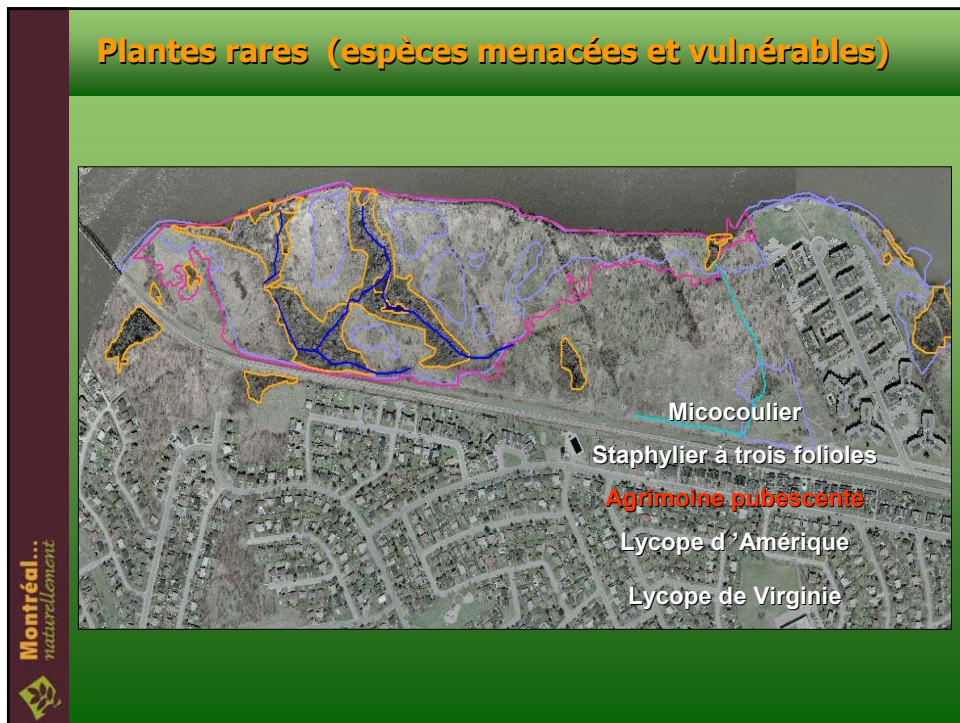 Plantes rares (espèces menacées et vulnérables)
Micocoulier
Staphylier à trois folioles
Agrimoine pubescente
Lycope d ’Amérique
Lycope de Virginie
Montréal...
naturellement